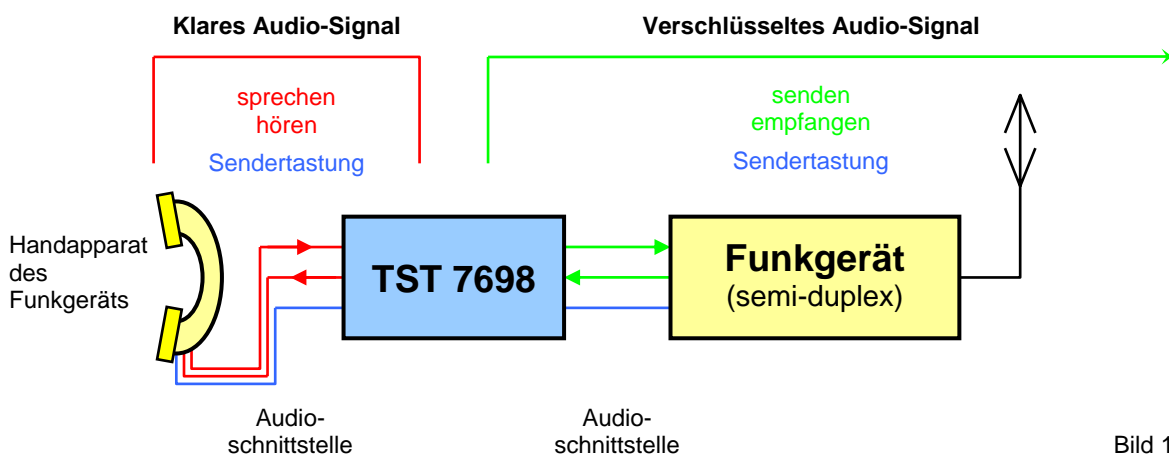 Klares Audio-Signal
Verschlüsseltes Audio-Signal
sprechen
hören
Sendertastung
senden
empfangen
Sendertastung
Handapparat
des
Funkgeräts
TST 7698
Funkgerät
(semi-duplex)
Audio-
schnittstelle
Audio-
schnittstelle
Bild 1